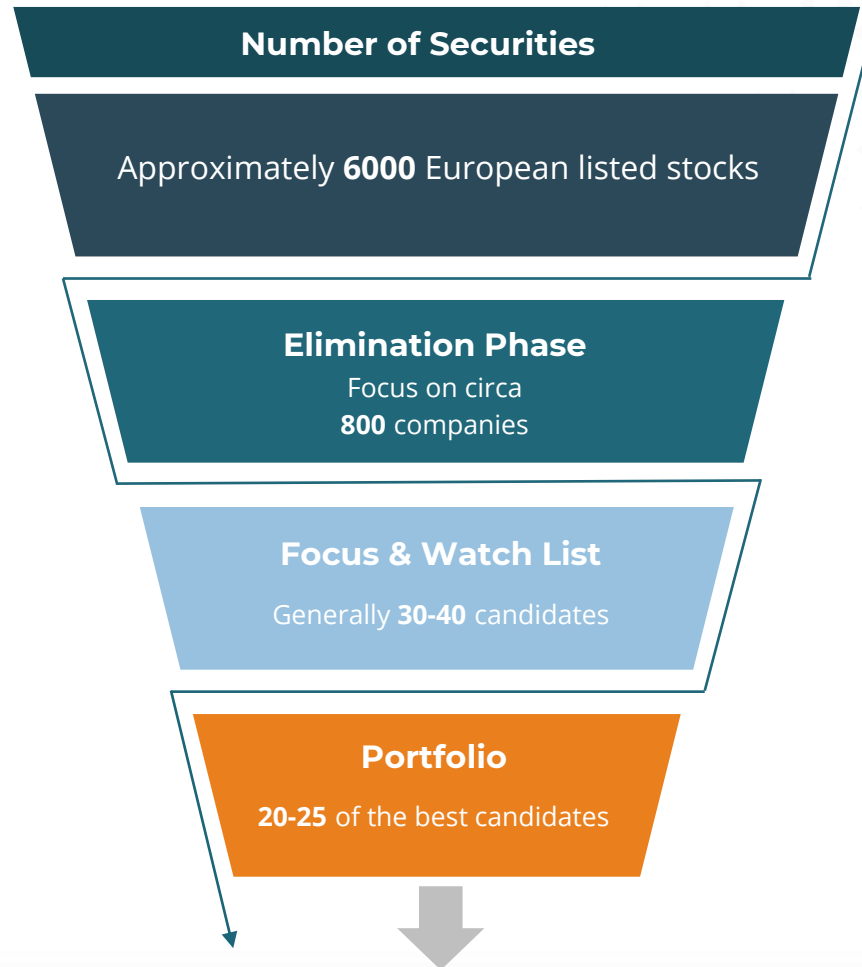 Number of Securities
Approximately 6000 European listed stocks
Elimination Phase
Focus on circa
800 companies
Focus & Watch List
Generally 30-40 candidates
Portfolio
20-25 of the best candidates